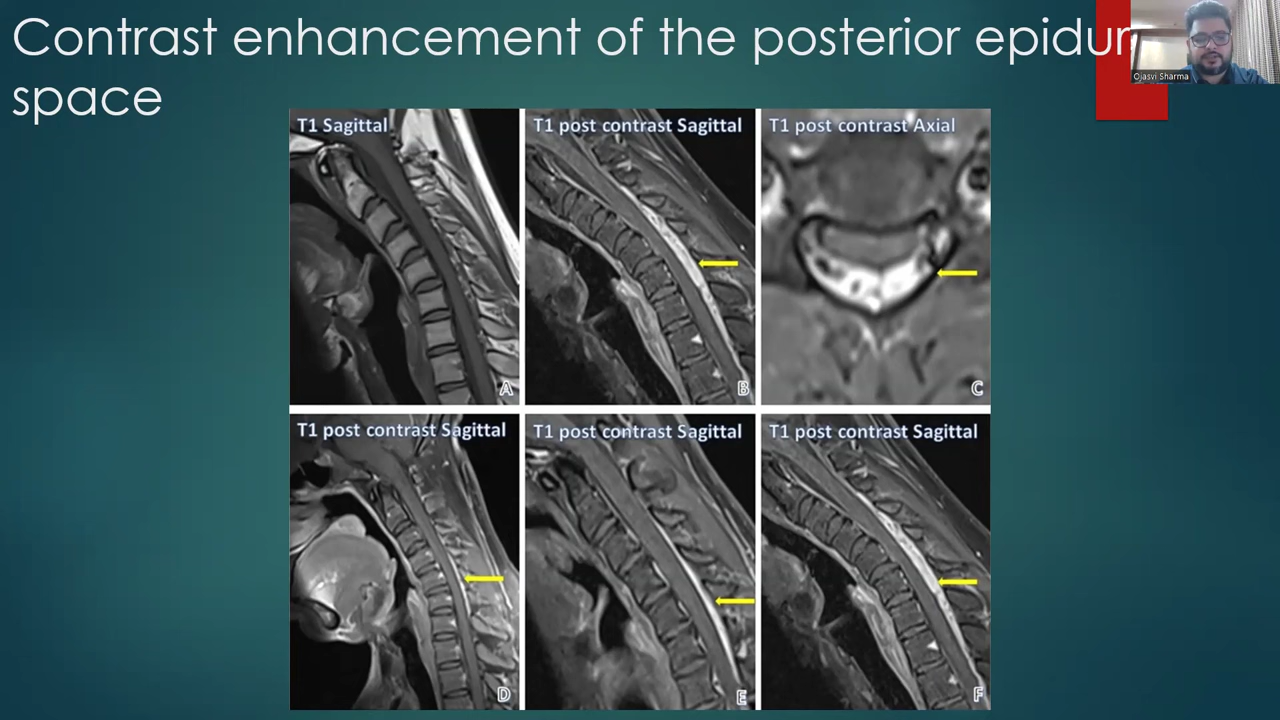 Contrast enhancement of the posterior epidur
space
Ojasvi Sharma
T1 Sagittal
T1 post contrast Sagittal
T1 post contrast Axial
A
B
C
T1 post contrast Sagittal
T1 post contrast Sagittal
T1 post contrast Sagittal
D
E
F